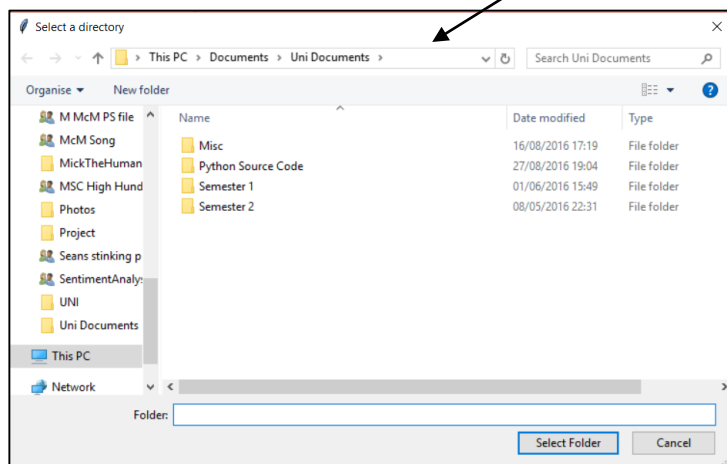 Select a directory
This PC > Documents > Uni Documents >
Search Uni Documents
Organise
New folder
M McM PS file
McM Song
MickTheHuman
MSC High Hund
Photos
Project
Seans stinking p
SentimentAnaly
UNI
Uni Documents
This PC
Network
Name Date modified Type
Misc 16/08/2016 17:19 File folder
Python Source Code 27/08/2016 19:04 File folder
Semester 1 01/06/2016 15:49 File folder
Semester 2 08/05/2016 22:31 File folder
Folder:
Select Folder
Cancel